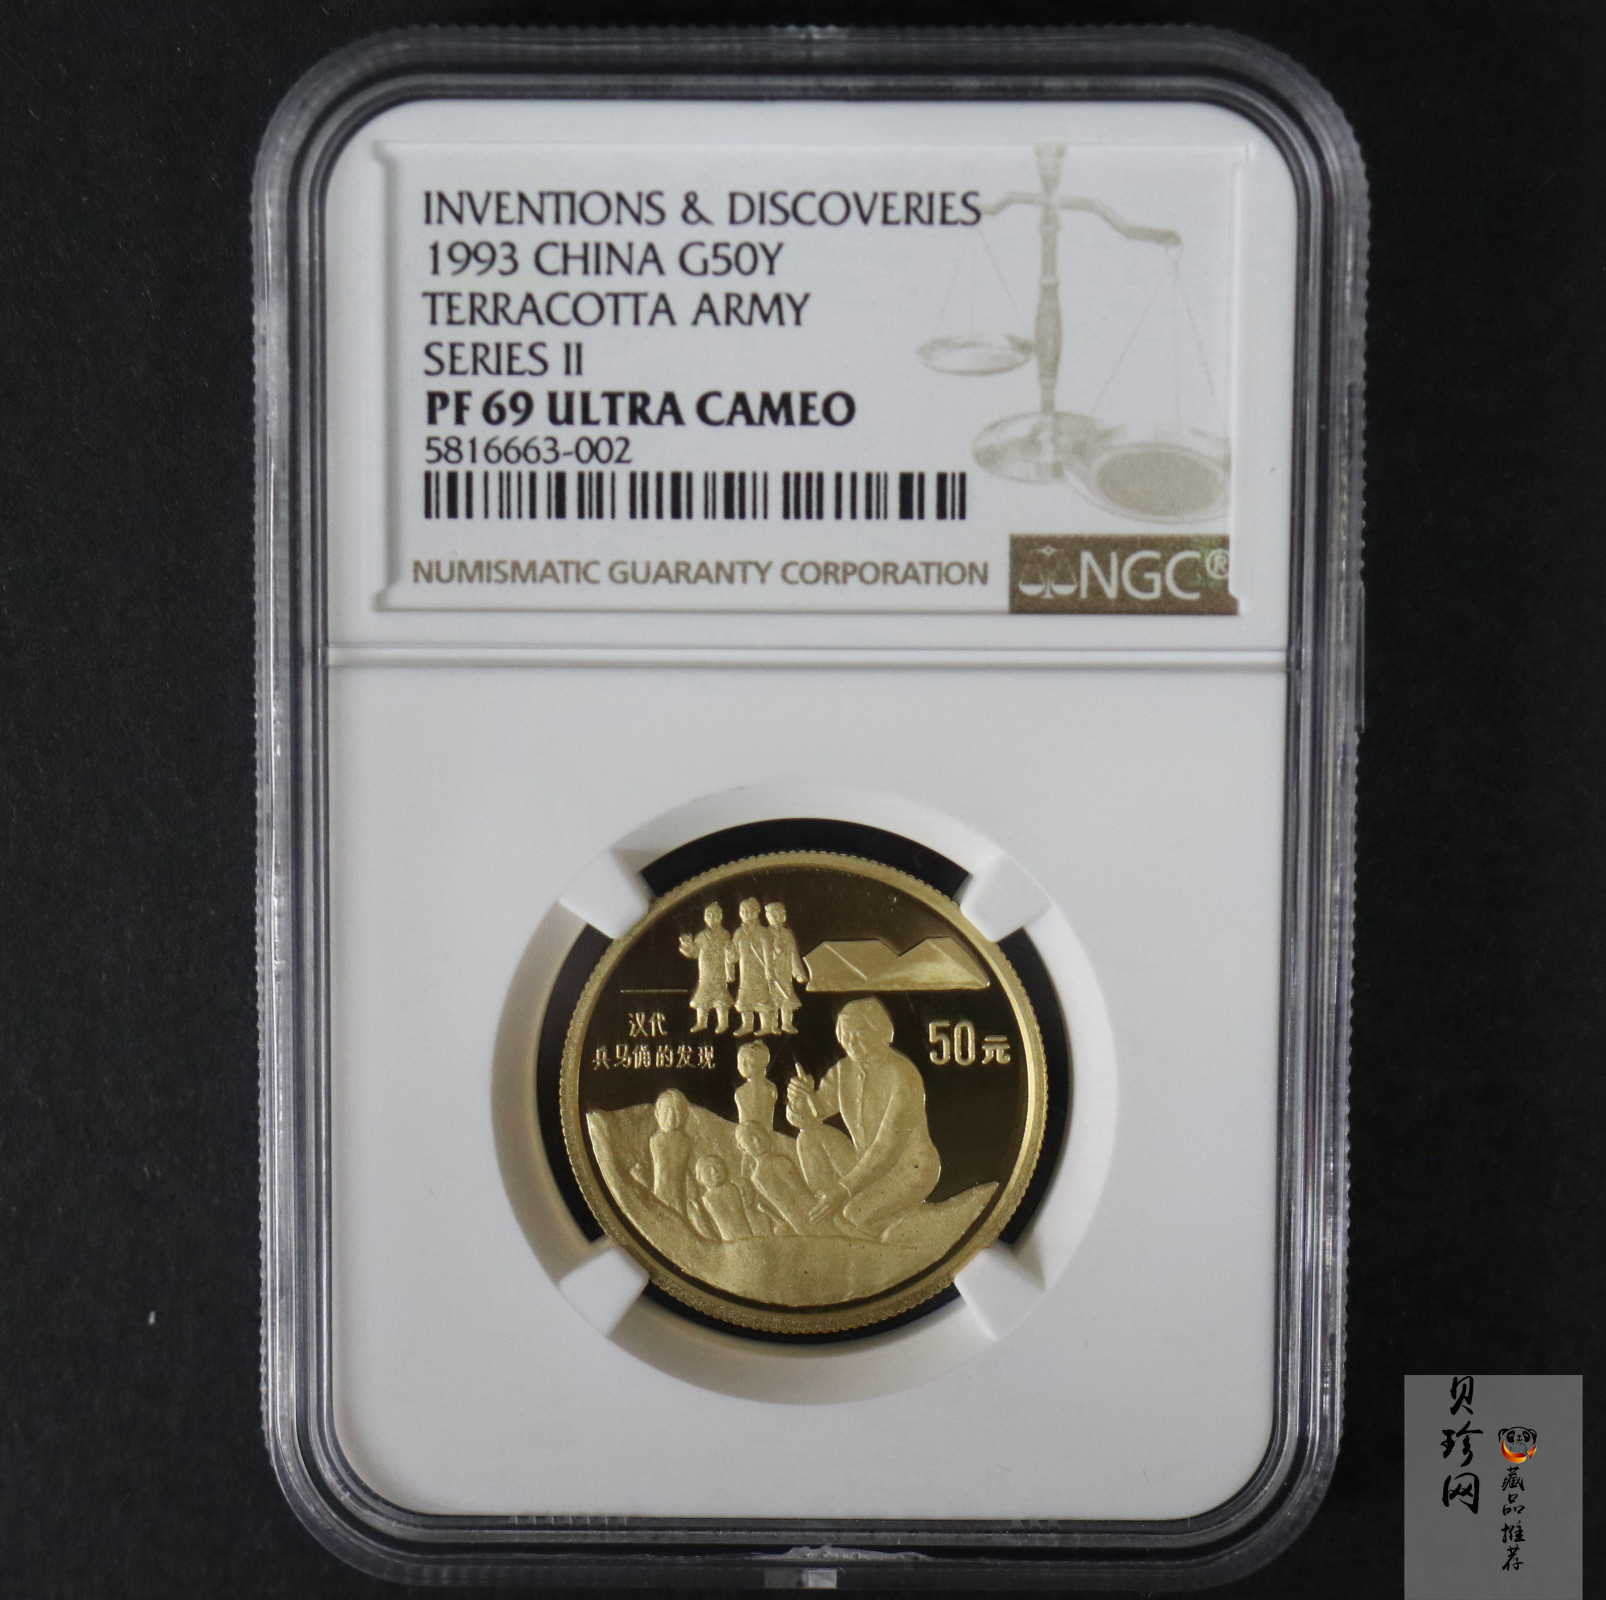 INVENTIONS & DISCOVERIES
1993 CHINA G50Y
TERRACOTTA ARMY
SERIES II
PF 69 ULTRA CAMEO
5816663-002
NUMISMATIC GUARANTY CORPORATION
NGC®
汉代
兵马俑的发现
50元
贝珍网
藏品推荐